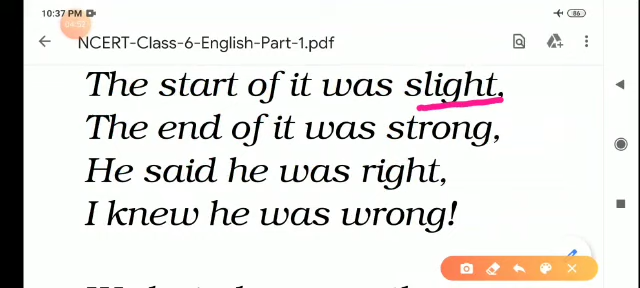 10:37 PM
86
NCERT-Class-6-English-Part-1.pdf
The start of it was slight,
The end of it was strong,
He said he was right,
I knew he was wrong!